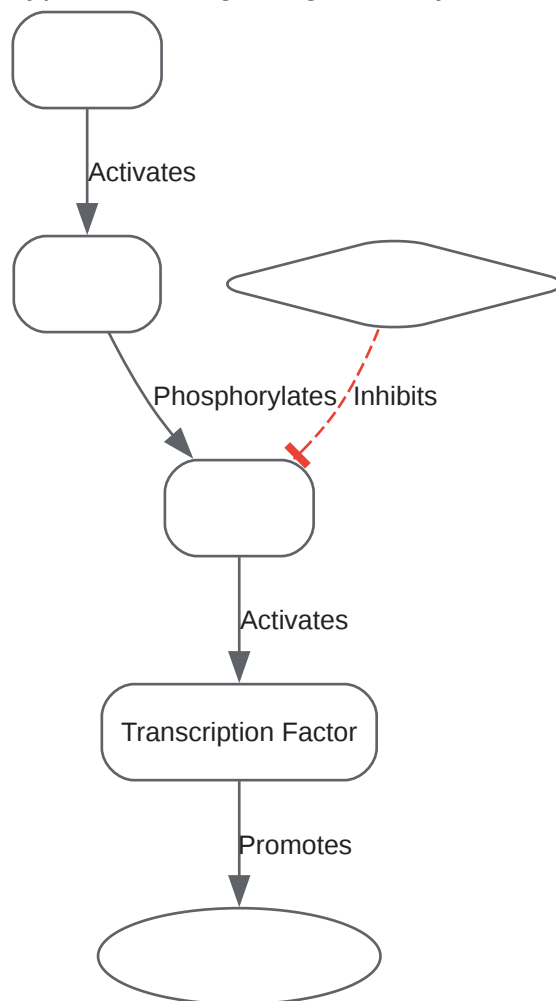 Activates
Phosphorylates
Inhibits
Activates
Transcription Factor
Promotes